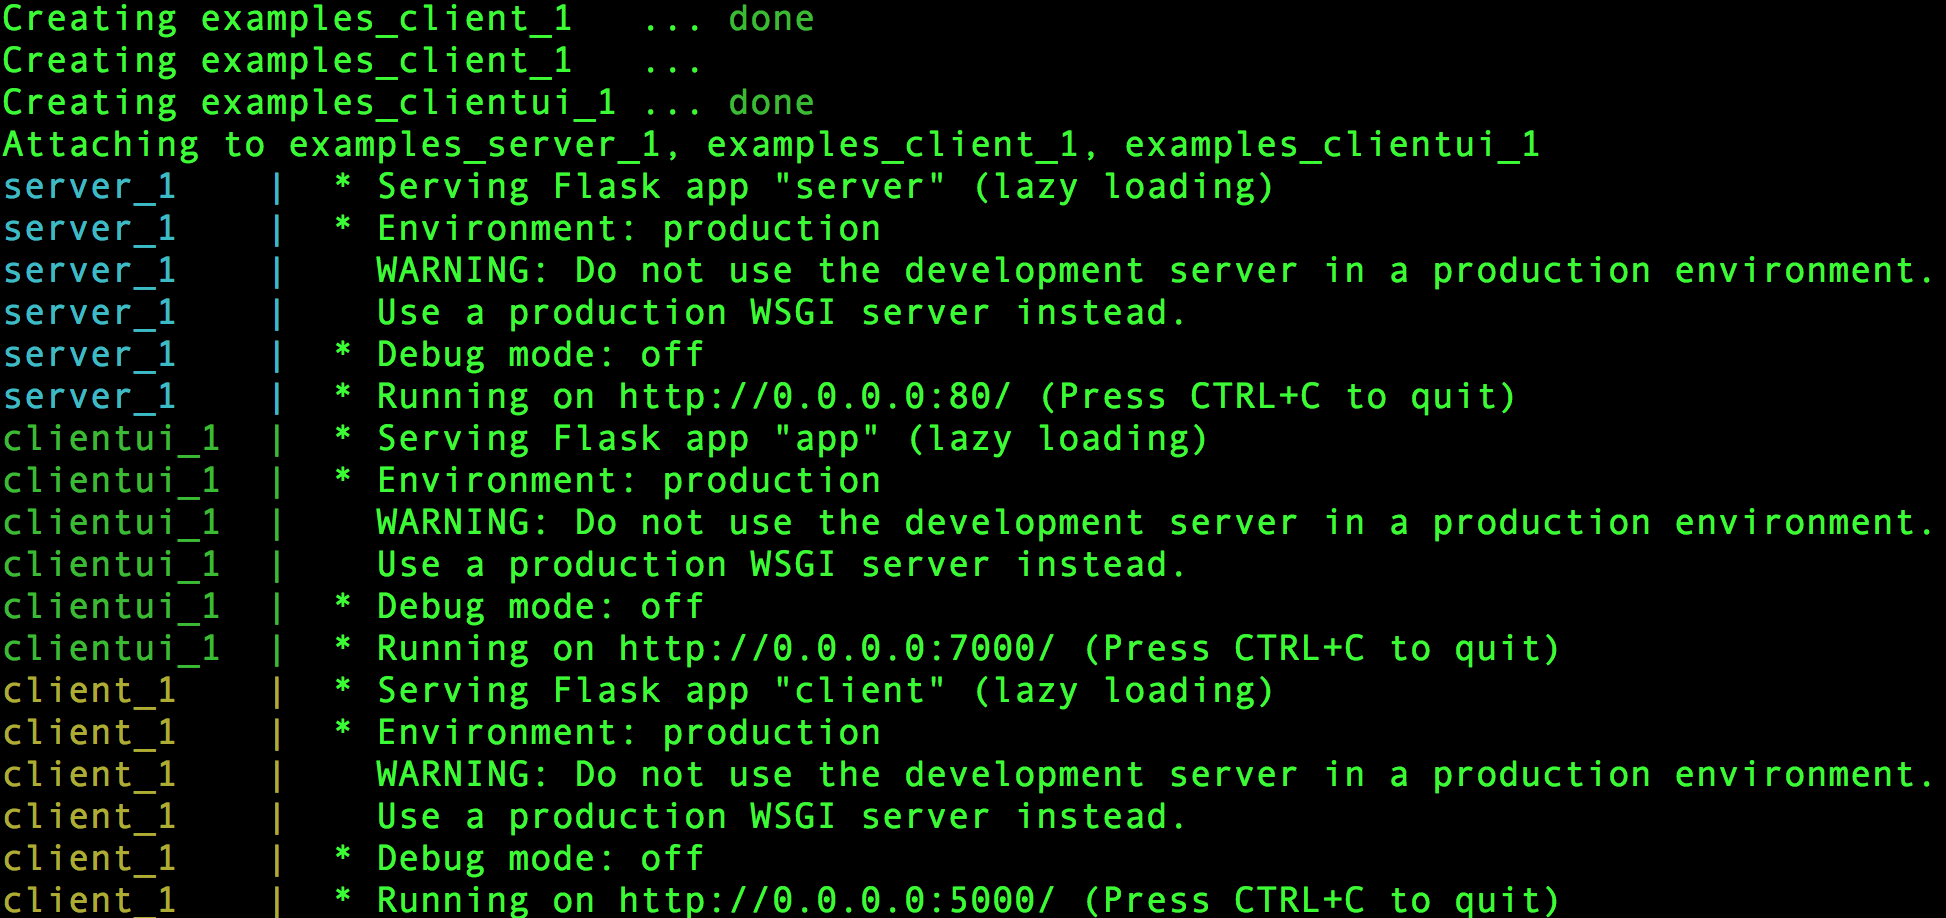 Creating examples_client_1   ... done
Creating examples_client_1   ...
Creating examples_clientui_1 ... done
Attaching to examples_server_1, examples_client_1, examples_clientui_1
server_1    |  * Serving Flask app "server" (lazy loading)
server_1    |  * Environment: production
server_1    |    WARNING: Do not use the development server in a production environment.
server_1    |    Use a production WSGI server instead.
server_1    |  * Debug mode: off
server_1    |  * Running on http://0.0.0.0:80/ (Press CTRL+C to quit)
clientui_1  |  * Serving Flask app "app" (lazy loading)
clientui_1  |  * Environment: production
clientui_1  |    WARNING: Do not use the development server in a production environment.
clientui_1  |    Use a production WSGI server instead.
clientui_1  |  * Debug mode: off
clientui_1  |  * Running on http://0.0.0.0:7000/ (Press CTRL+C to quit)
client_1    |  * Serving Flask app "client" (lazy loading)
client_1    |  * Environment: production
client_1    |    WARNING: Do not use the development server in a production environment.
client_1    |    Use a production WSGI server instead.
client_1    |  * Debug mode: off
client_1    |  * Running on http://0.0.0.0:5000/ (Press CTRL+C to quit)